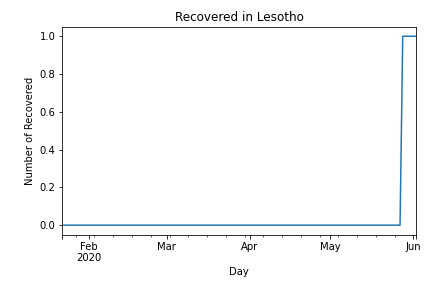 Recovered in Lesotho
1.0
0.8
0.6
0.4
0.2
0.0
Number of Recovered
Feb
2020
Mar
Apr
May
Jun
Day